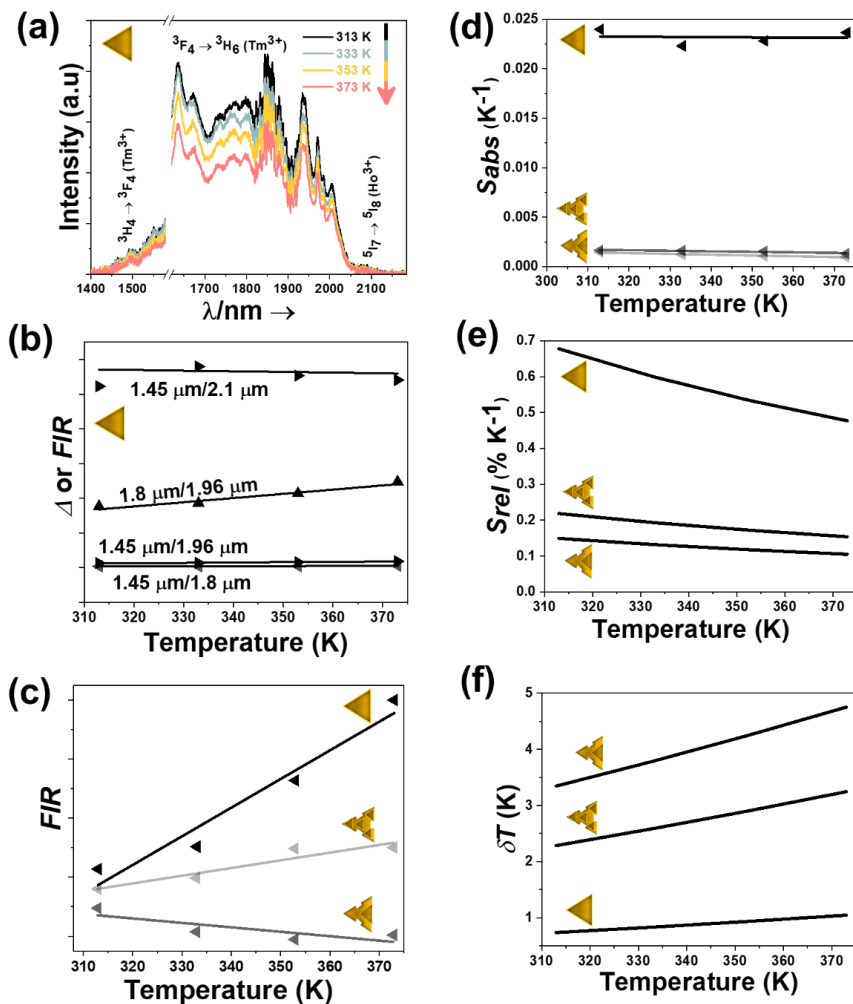 (a)
³F₄ → ³H₆ (Tm³⁺)
313 K
333 K
353 K
373 K
Intensity (a.u)
³H₄ → ³F₄ (Tm³⁺)
⁵I₇ → ⁵I₈ (Ho³⁺)
1400 1500 1700 1800 1900 2000 2100
λ/nm →
(b)
1.45 μm/2.1 μm
1.8 μm/1.96 μm
1.45 μm/1.96 μm
1.45 μm/1.8 μm
Δ or FIR
310 320 330 340 350 360 370
Temperature (K)
(c)
FIR
310 320 330 340 350 360 370
Temperature (K)
(d)
Sabs (K⁻¹)
0.025
0.020
0.015
0.010
0.005
0.000
300 310 320 330 340 350 360 370
Temperature (K)
(e)
Srel (% K⁻¹)
0.7
0.6
0.5
0.4
0.3
0.2
0.1
0.0
310 320 330 340 350 360 370
Temperature (K)
(f)
δT (K)
5
4
3
2
1
310 320 330 340 350 360 370
Temperature (K)